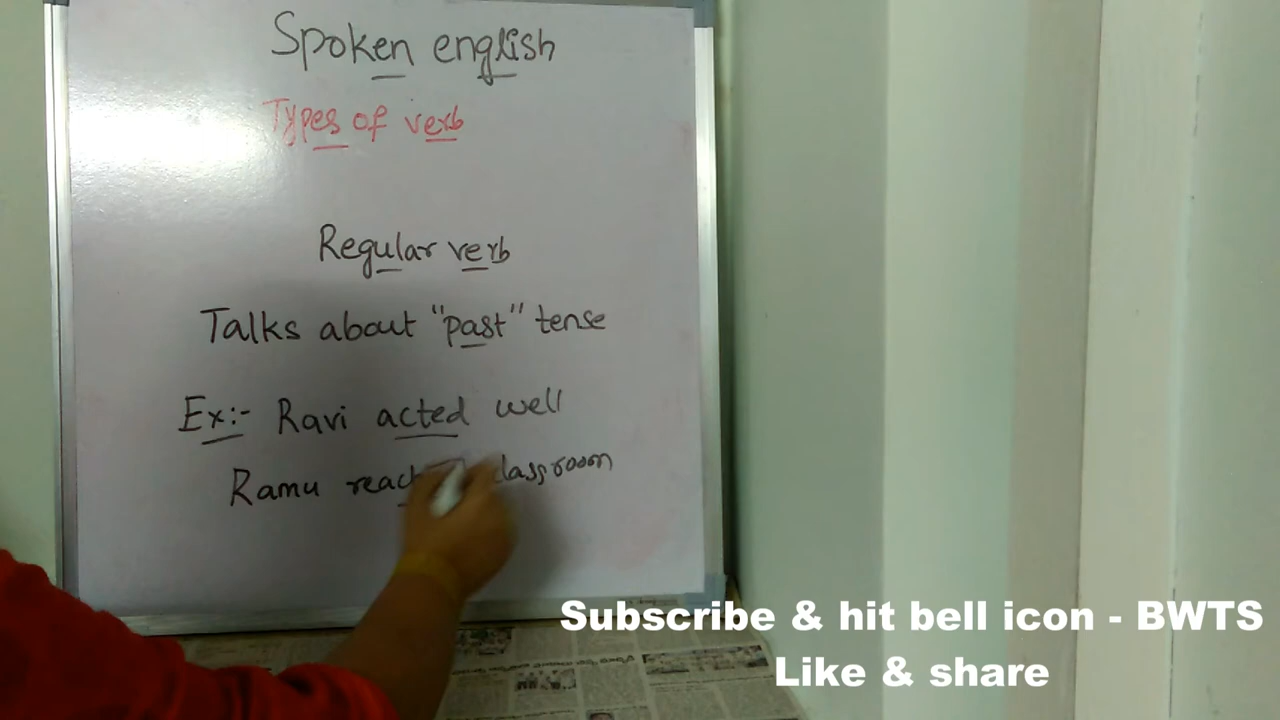 Spoken english
Types of verb
Regular verb
Talks about "past" tense
Ex:- Ravi acted well
Ramu classroom
Subscribe & hit bell icon - BWTS
Like & share